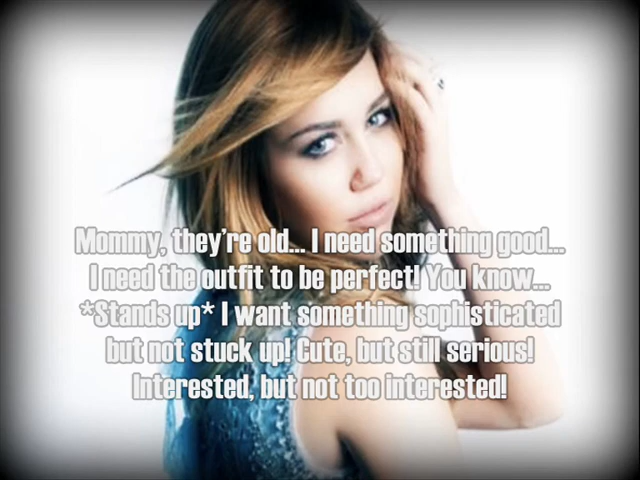 Mommy, they're old... I need something good...
I need the outfit to be perfect! You know...
*Stands up* I want something sophisticated
but not stuck up! Cute, but still serious!
Interested, but not too interested!